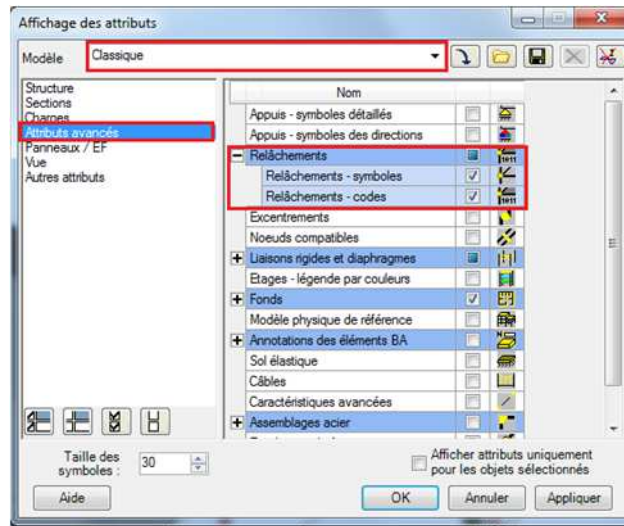 Affichage des attributs
Modèle
Classique
Structure
Sections
Charges
Attributs avancés
Panneaux / EF
Vue
Autres attributs
Nom
Appuis - symboles détaillés
Appuis - symboles des directions
Relâchements
Relâchements - symboles
Relâchements - codes
Excentrements
Noeuds compatibles
Liaisons rigides et diaphragmes
Etages - légende par couleurs
Fonds
Modèle physique de référence
Annotations des éléments BA
Sol élastique
Câbles
Caractéristiques avancées
Assemblages acier
Taille des
symboles :
30
Afficher attributs uniquement
pour les objets sélectionnés
Aide
OK
Annuler
Appliquer